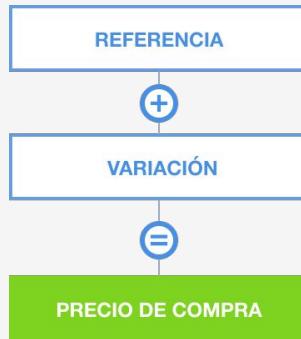 REFERENCIA
+
VARIACIÓN
=
PRECIO DE COMPRA